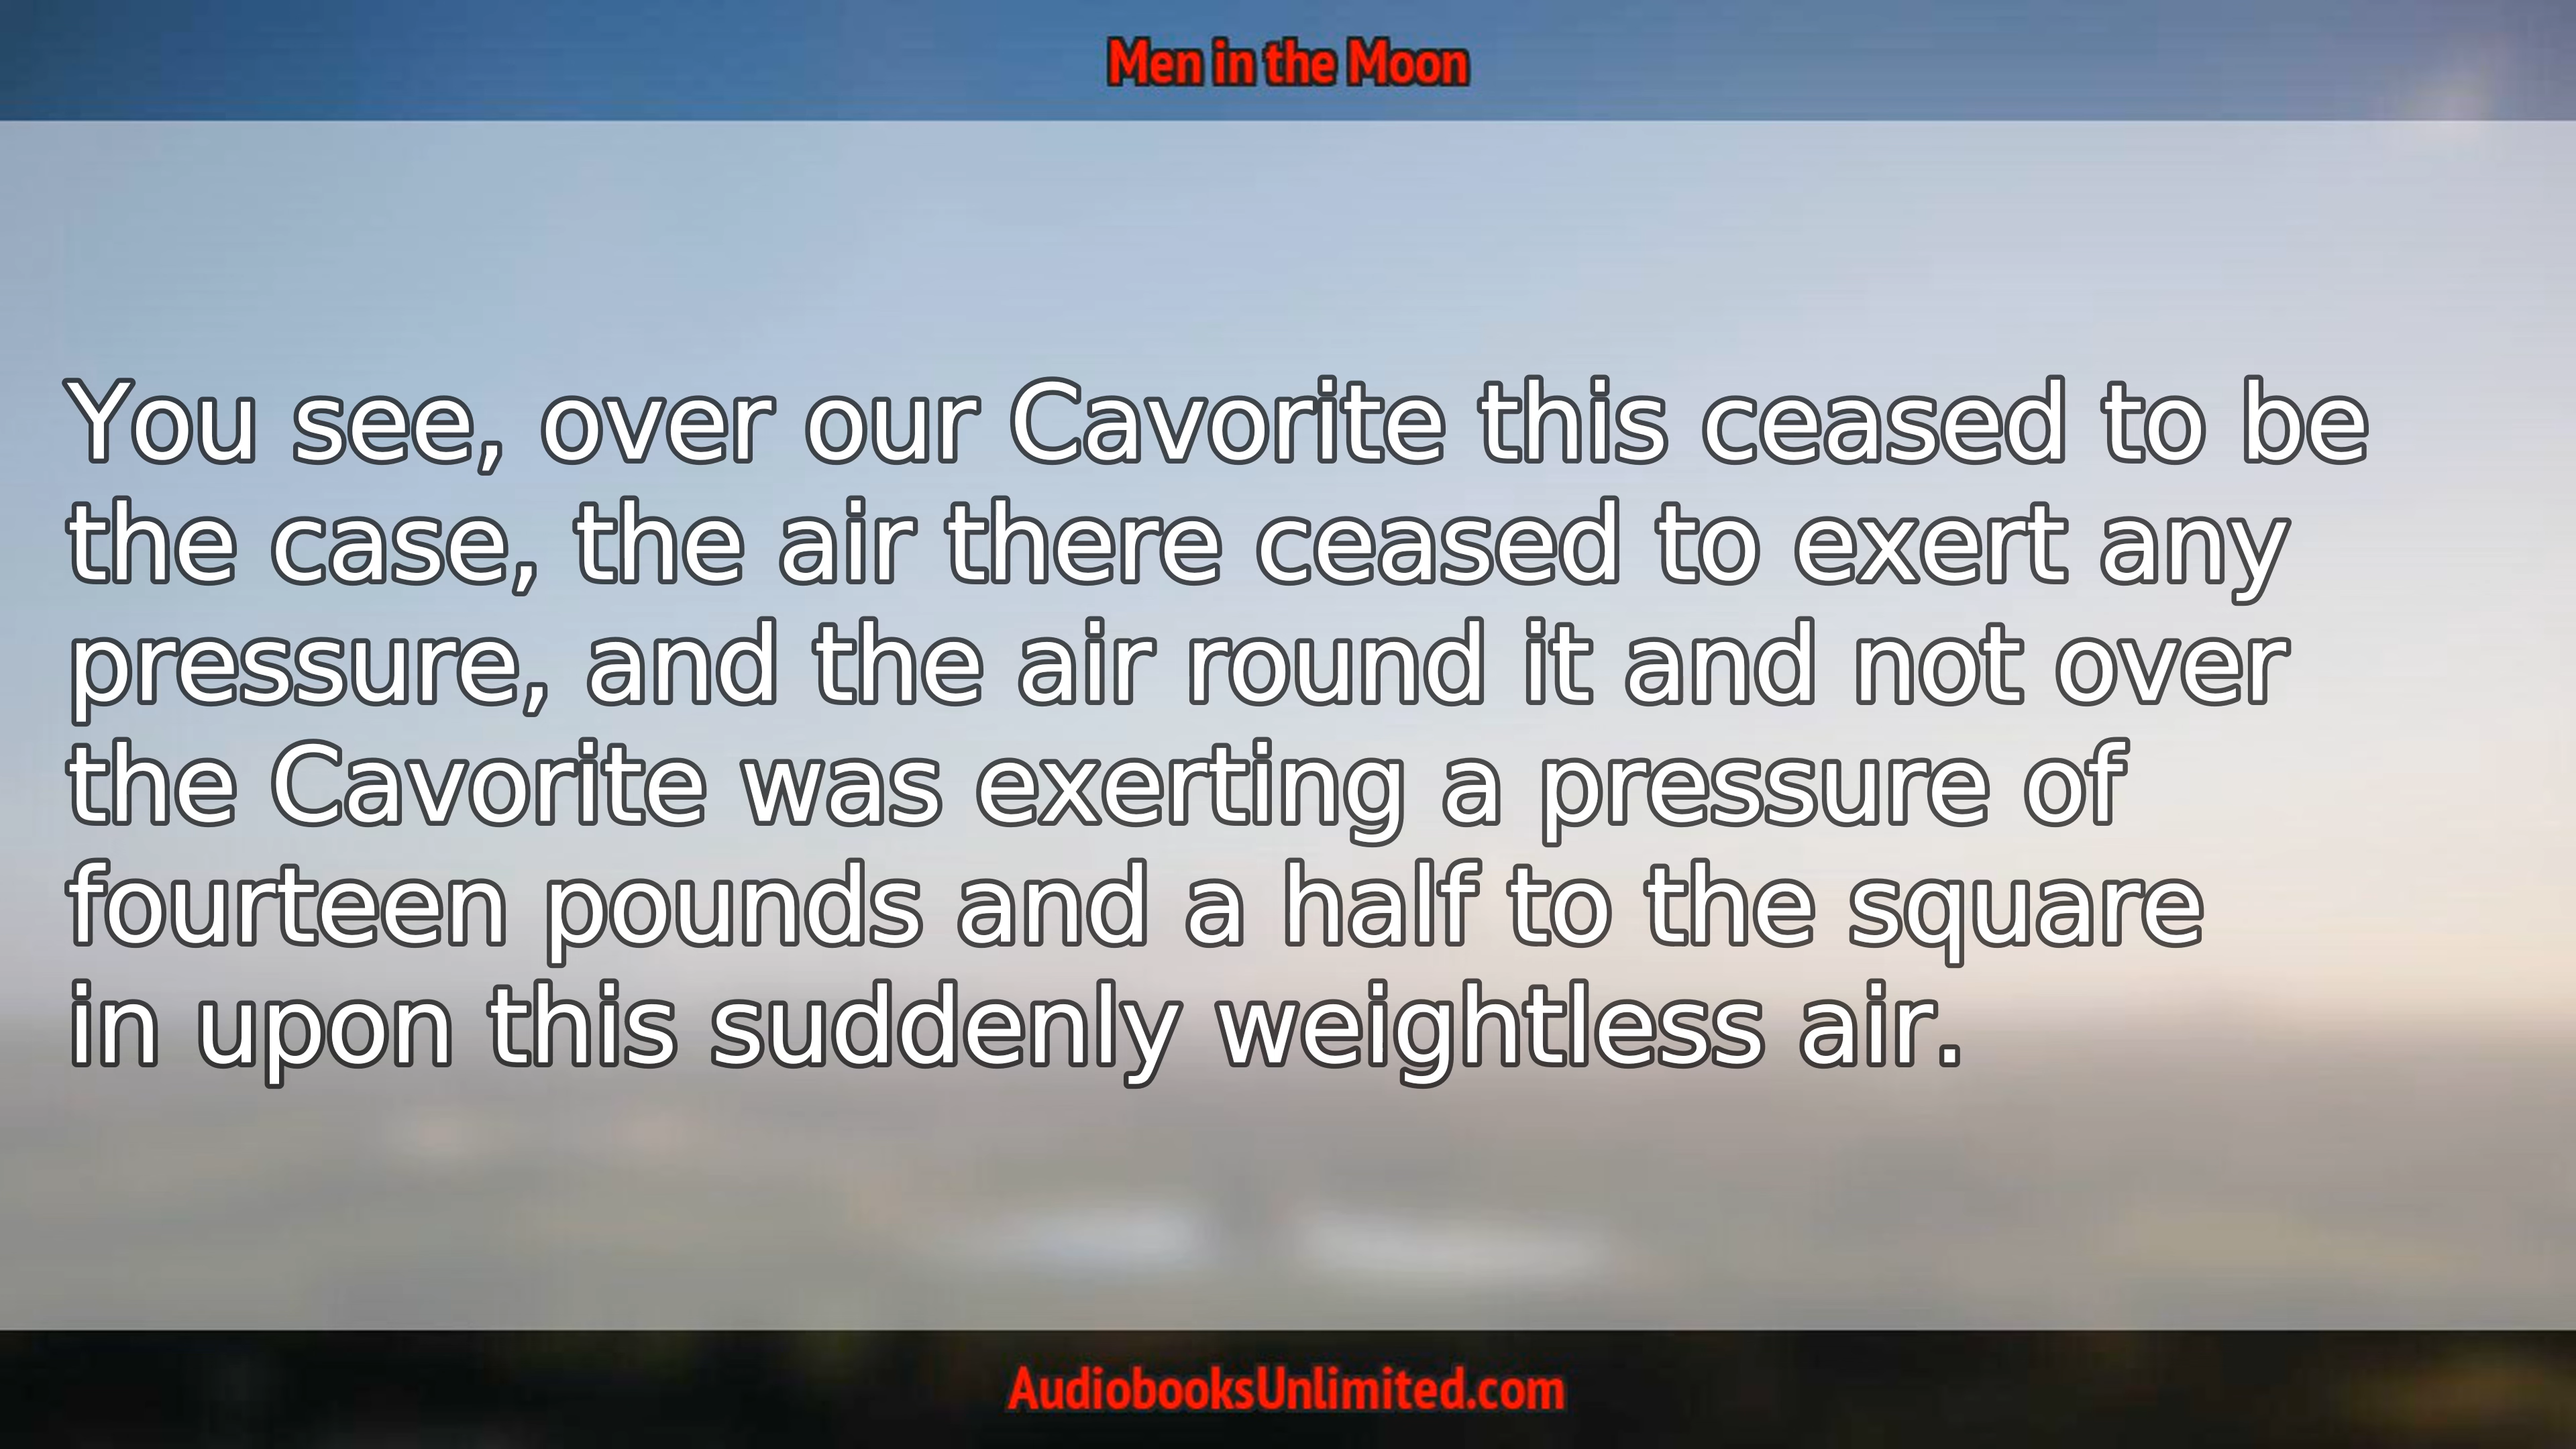 Men in the Moon
You see, over our Cavorite this ceased to be
the case, the air there ceased to exert any
pressure, and the air round it and not over
the Cavorite was exerting a pressure of
fourteen pounds and a half to the square
in upon this suddenly weightless air.
AudiobooksUnlimited.com